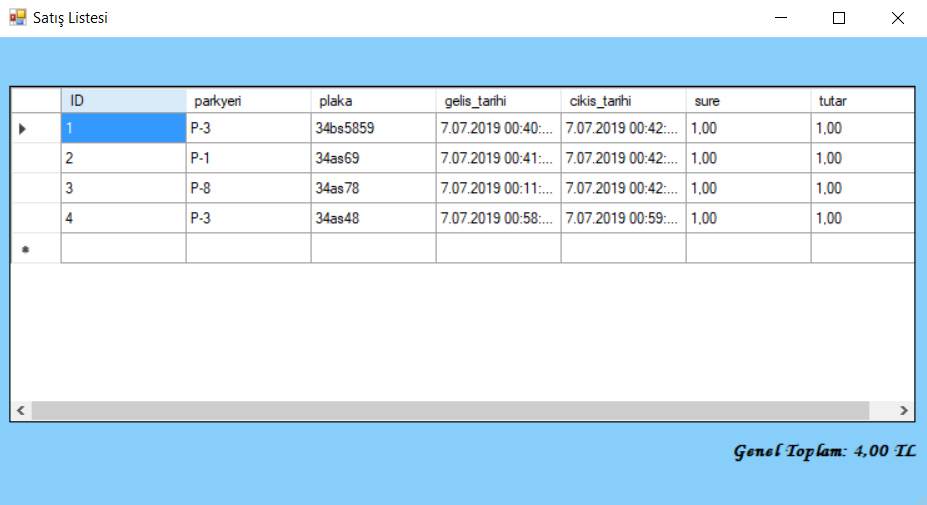 Satış Listesi
ID parkyeri plaka gelis_tarihi cikis_tarihi sure tutar
1 P-3 34bs5859 7.07.2019 00:40:... 7.07.2019 00:42:... 1,00 1,00
2 P-1 34as69 7.07.2019 00:41:... 7.07.2019 00:42:... 1,00 1,00
3 P-8 34as78 7.07.2019 00:11:... 7.07.2019 00:42:... 1,00 1,00
4 P-3 34as48 7.07.2019 00:58:... 7.07.2019 00:59:... 1,00 1,00
Genel Toplam: 4,00 TL